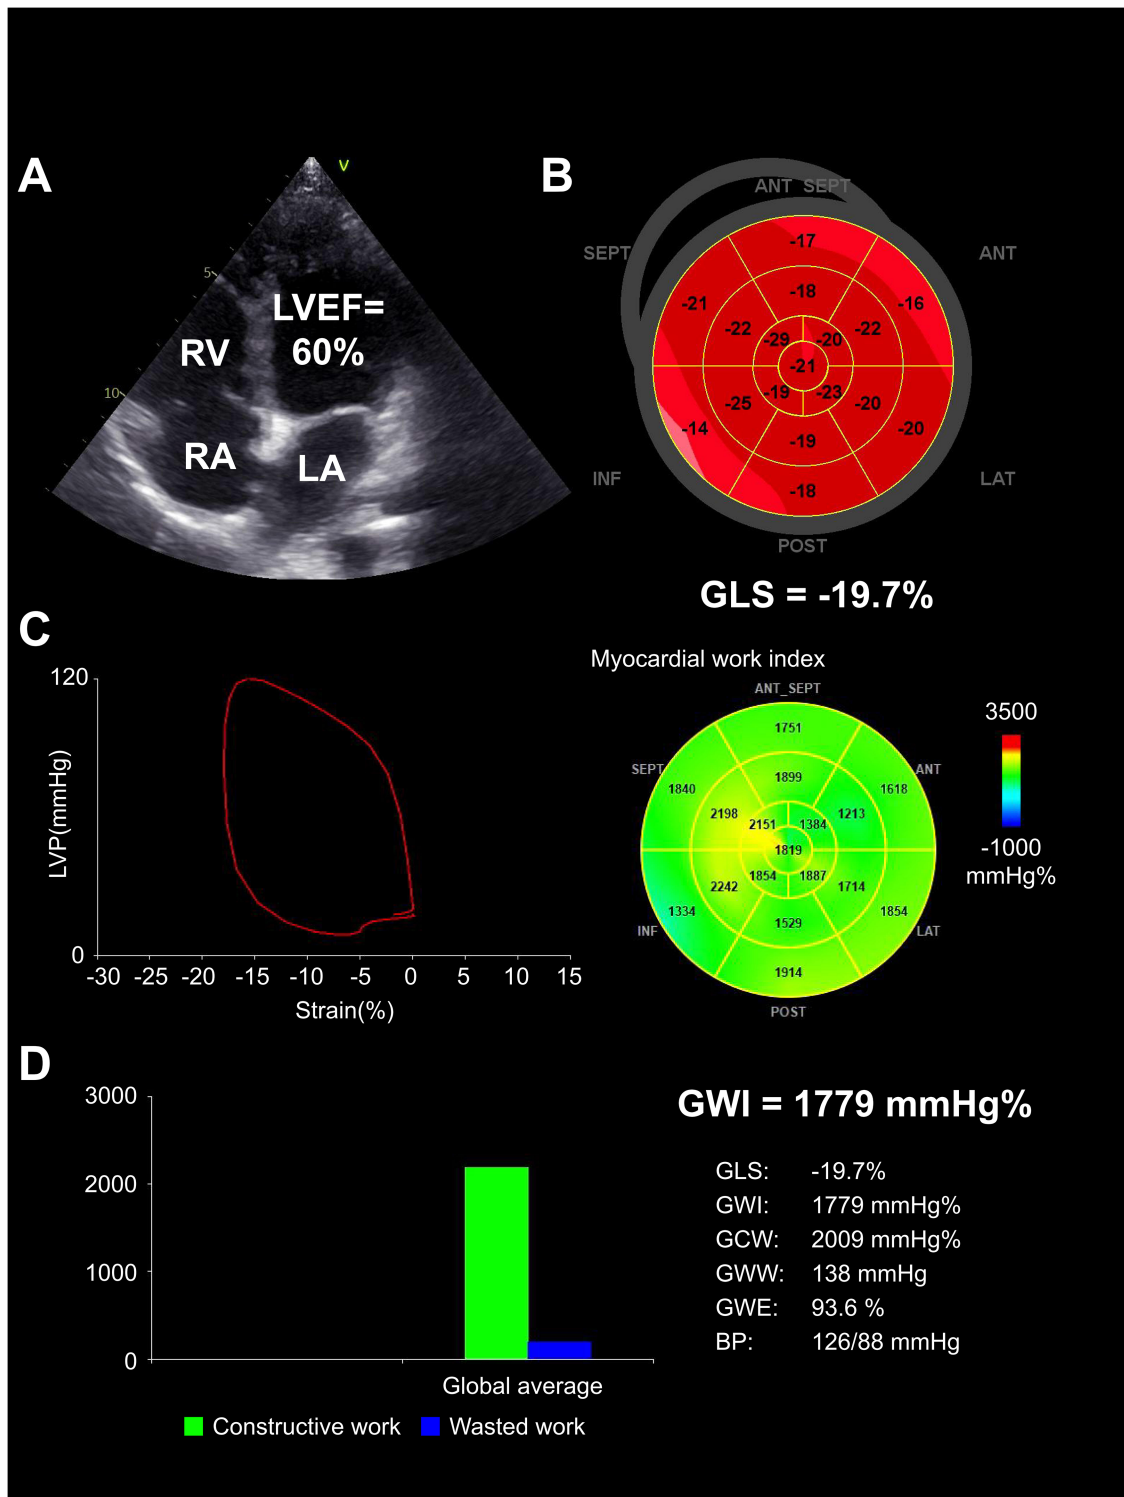 A
V
5
10
LVEF=
60%
RV
RA
LA
B
ANT SEPT
SEPT
ANT
-17
-21
-16
-18
-22
-22
-29
-20
-21
-19
-23
-25
-20
-14
-20
-19
-18
INF
LAT
POST
GLS = -19.7%
C
120
LVP(mmHg)
0
-30 -25 -20 -15 -10 -5 0 5 10 15
Strain(%)
Myocardial work index
ANT_SEPT
SEPT
ANT
1751
1840
1618
1899
2198
1213
2151
1384
1819
1854
1887
2242
1714
1334
1854
1529
1914
INF
LAT
POST
3500
-1000
mmHg%
D
3000
2000
1000
0
Global average
Constructive work
Wasted work
GWI = 1779 mmHg%
GLS: -19.7%
GWI: 1779 mmHg%
GCW: 2009 mmHg%
GWW: 138 mmHg
GWE: 93.6 %
BP: 126/88 mmHg